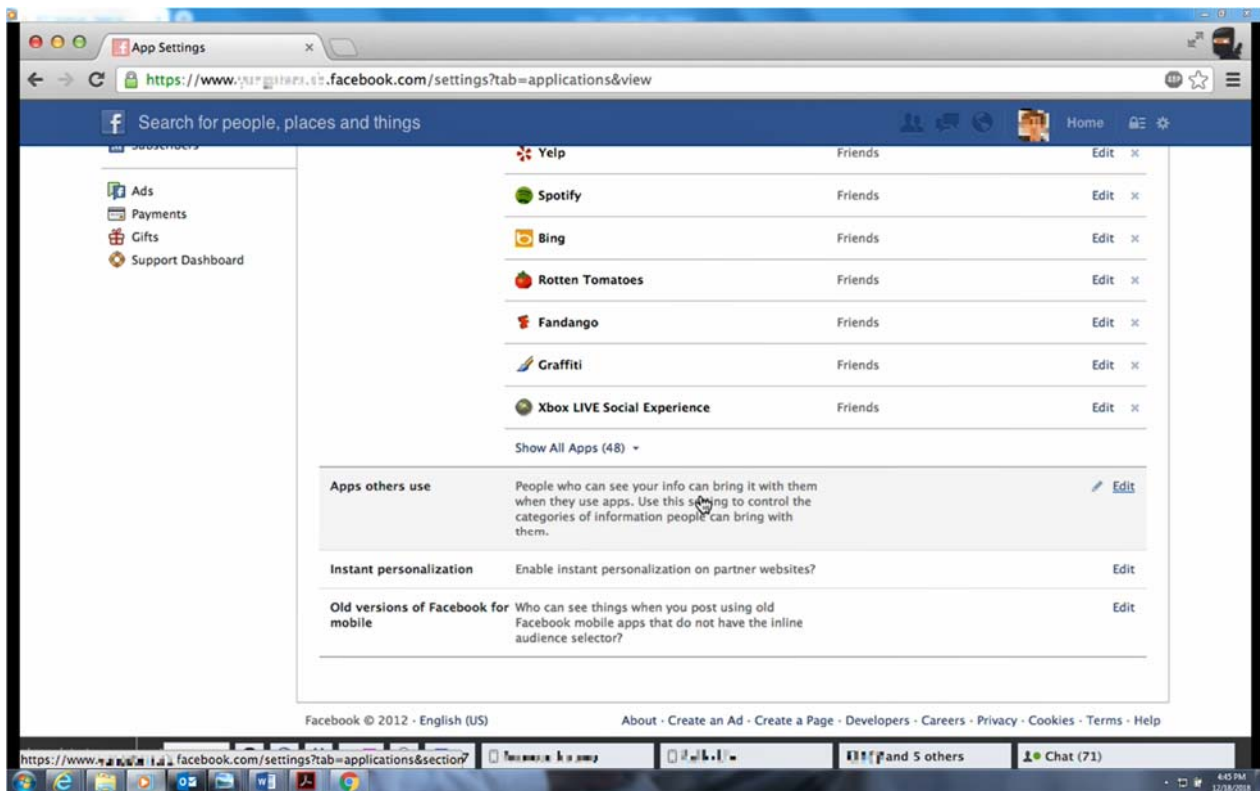 App Settings
https://www. .facebook.com/settings?tab=applications&view
f Search for people, places and things Home
Subscribers
Yelp Friends Edit
Ads
Spotify Friends Edit
Payments
Gifts
Bing Friends Edit
Support Dashboard
Rotten Tomatoes Friends Edit
Fandango Friends Edit
Graffiti Friends Edit
Xbox LIVE Social Experience Friends Edit
Show All Apps (48)
Apps others use
People who can see your info can bring it with them
when they use apps. Use this setting to control the
categories of information people can bring with
them.
Edit
Instant personalization Enable instant personalization on partner websites? Edit
Old versions of Facebook for
mobile
Who can see things when you post using old
Facebook mobile apps that do not have the inline
audience selector?
Edit
Facebook © 2012 · English (US)
About · Create an Ad · Create a Page · Developers · Careers · Privacy · Cookies · Terms · Help
https://www. facebook.com/settings?tab=applications&section
and 5 others
Chat (71)
4:45 PM